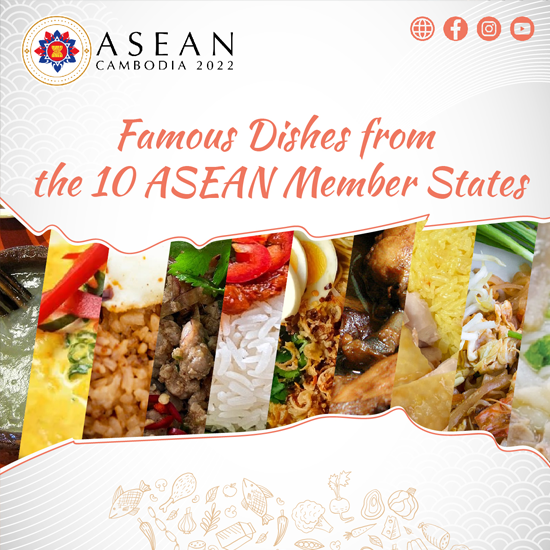 ASEAN
CAMBODIA 2022
Famous Dishes from
the 10 ASEAN Member States